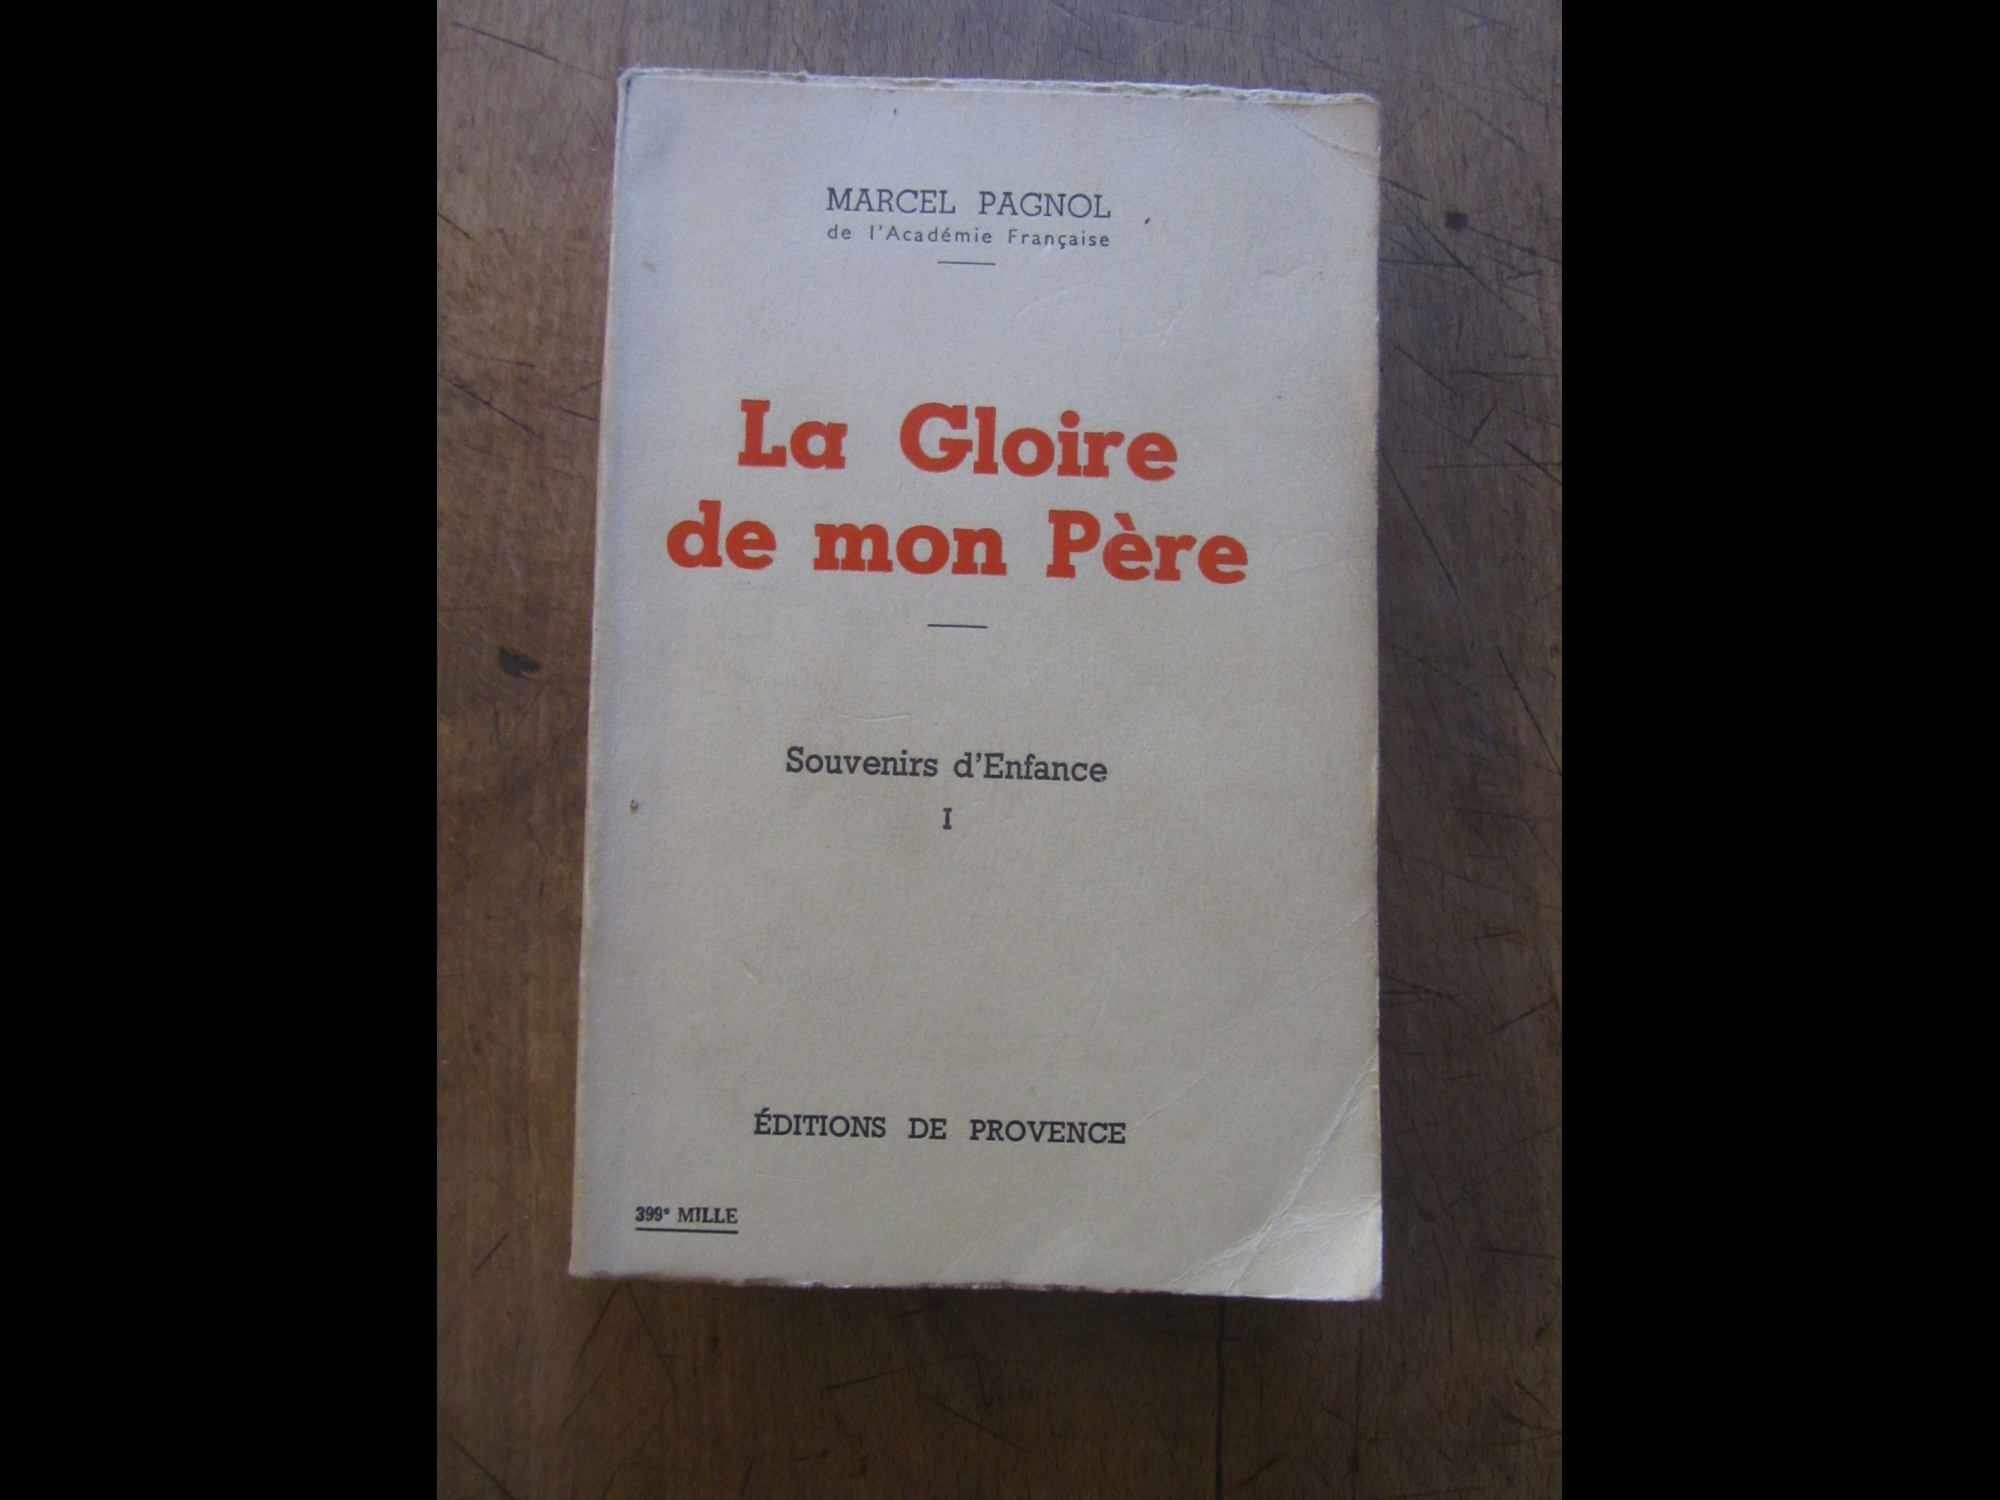 MARCEL PAGNOL
de l'Académie Française
La Gloire
de mon Père
Souvenirs d'Enfance
I
ÉDITIONS DE PROVENCE
399e MILLE